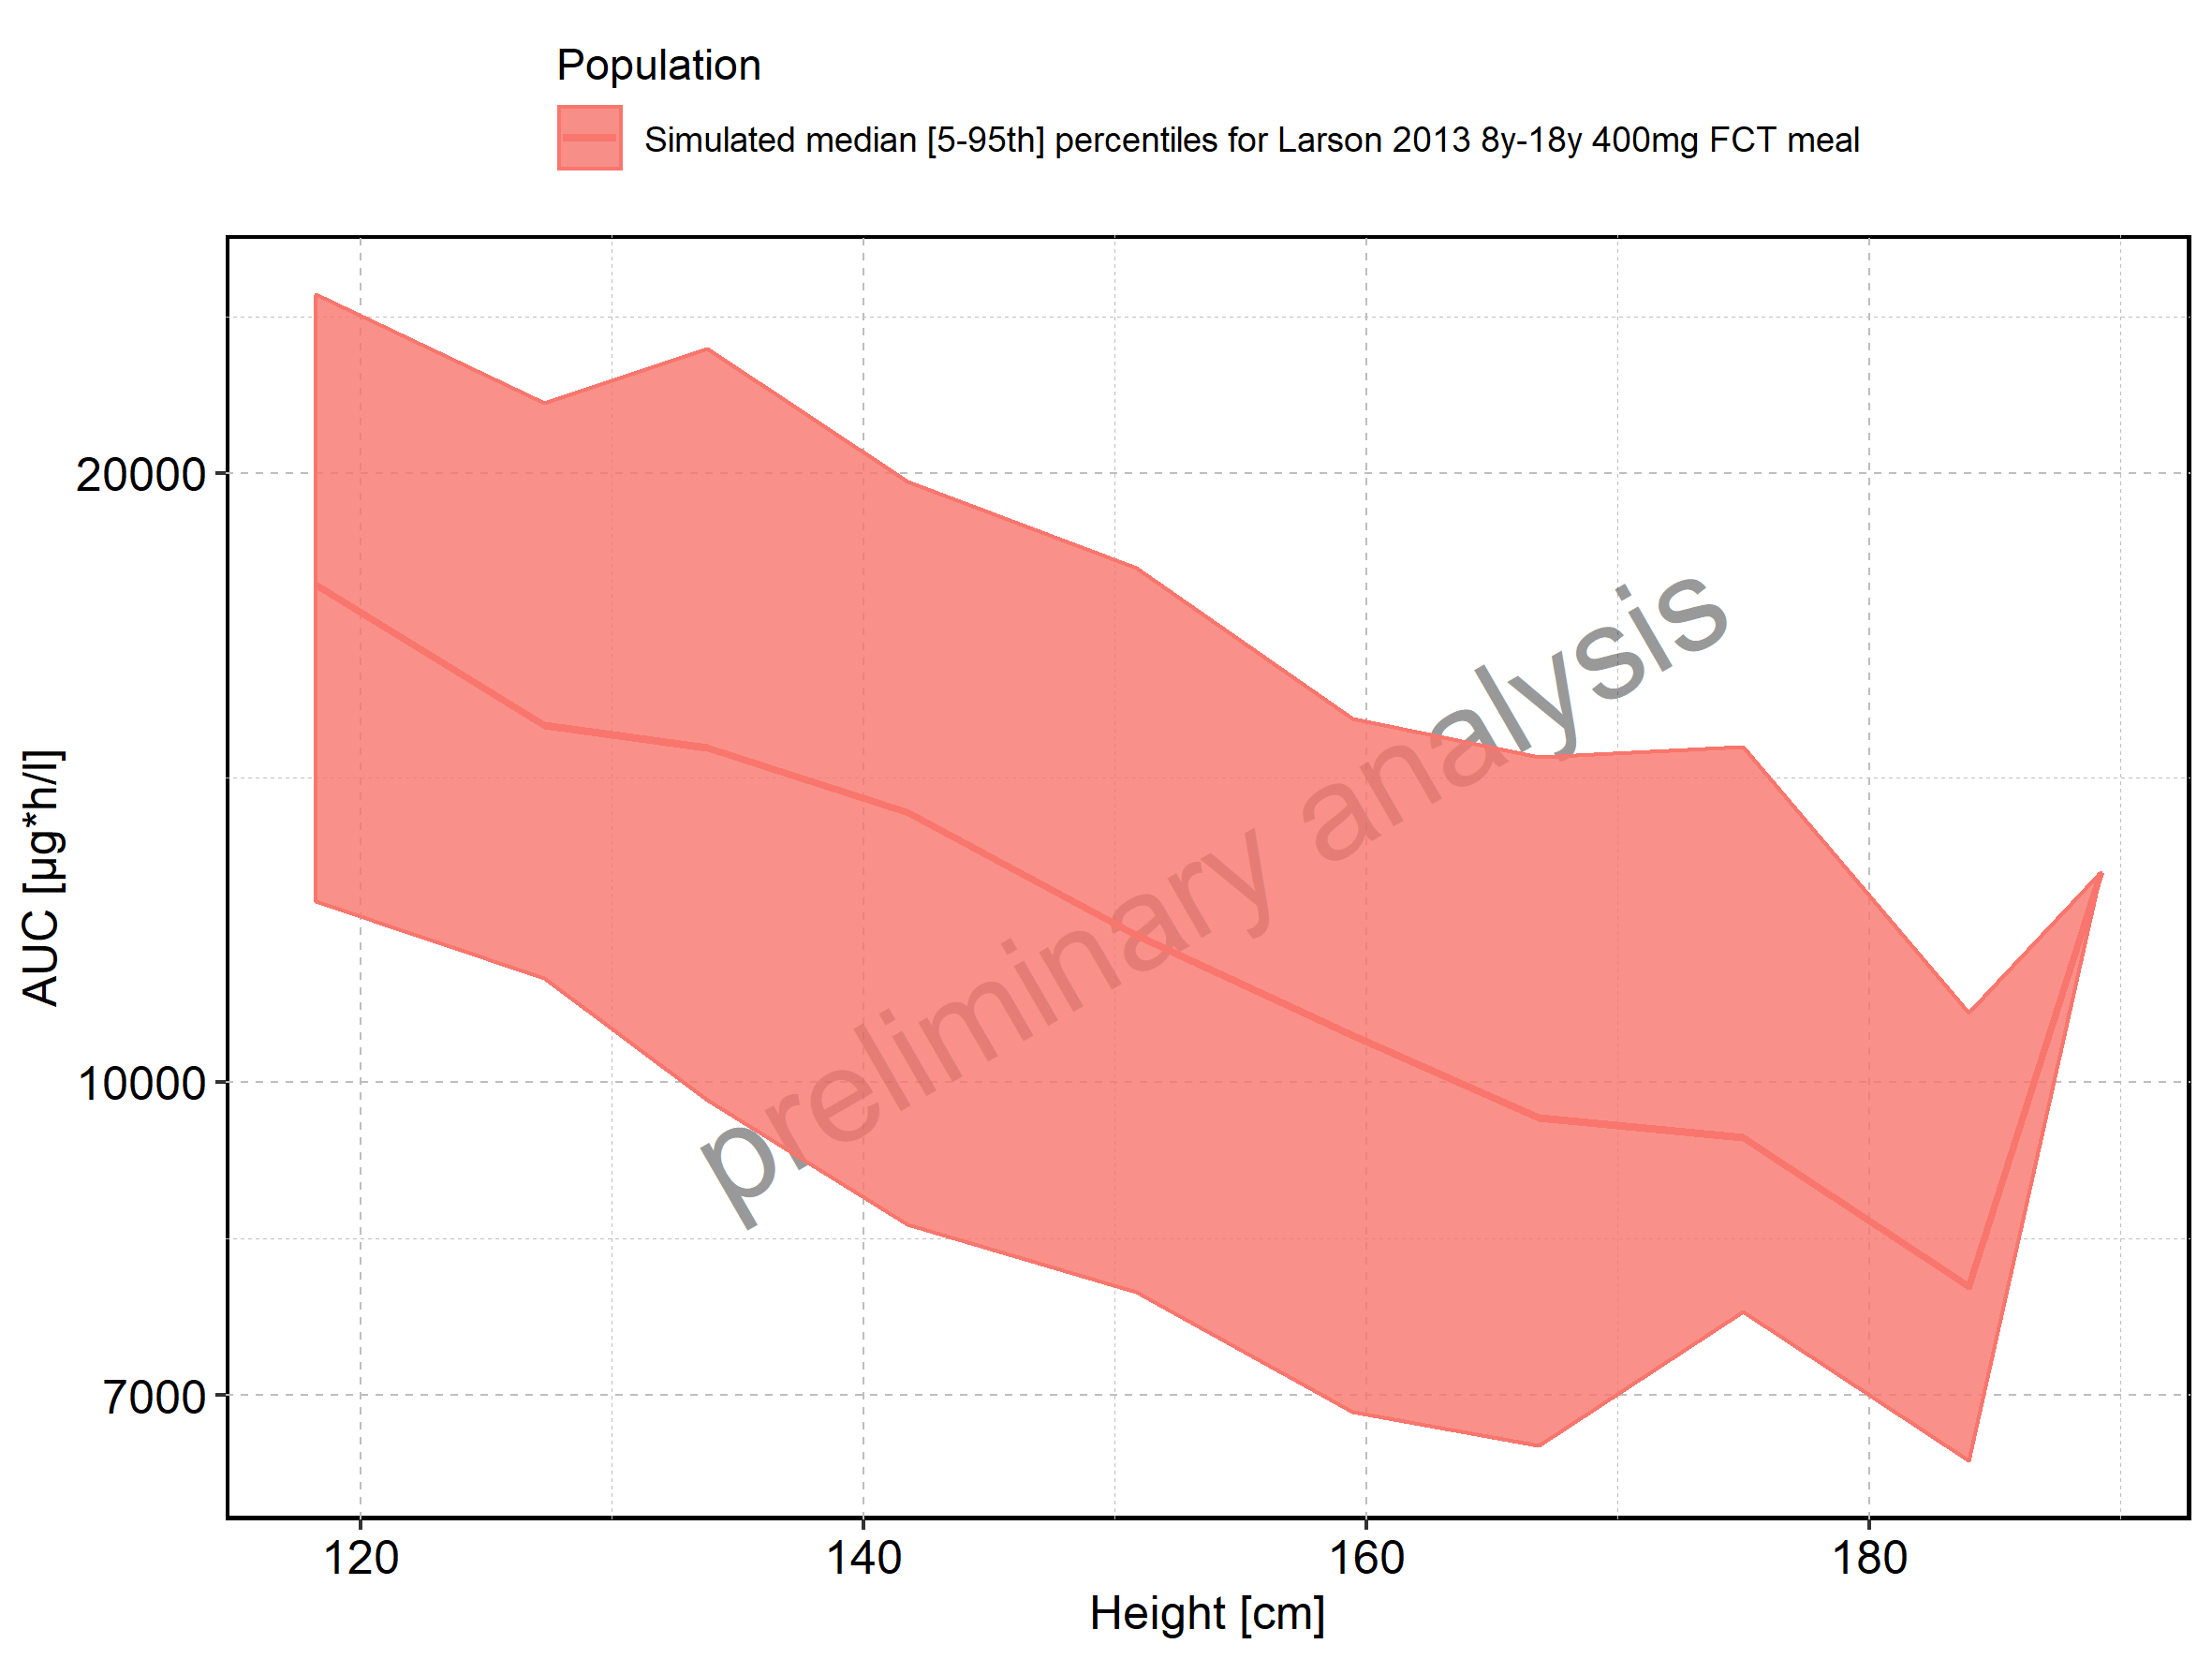 Population
Simulated median [5-95th] percentiles for Larson 2013 8y-18y 400mg FCT meal
20000
10000
7000
AUC [µg*h/l]
preliminary analysis
120 140 160 180
Height [cm]